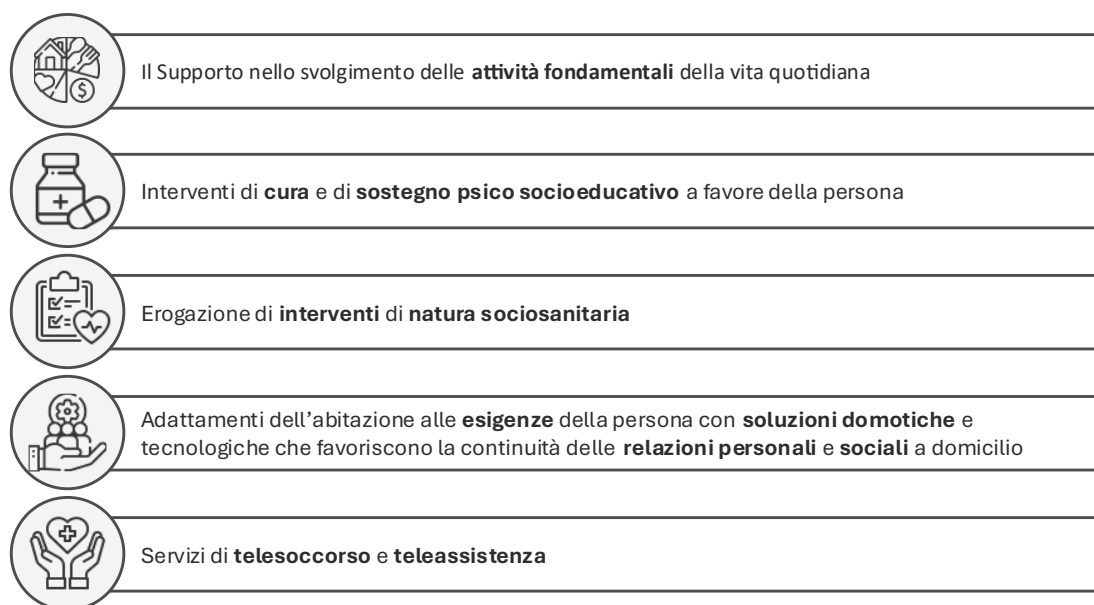 Il Supporto nello svolgimento delle attività fondamentali della vita quotidiana
Interventi di cura e di sostegno psico socioeducativo a favore della persona
Erogazione di interventi di natura sociosanitaria
Adattamenti dell’abitazione alle esigenze della persona con soluzioni domotiche e
tecnologiche che favoriscono la continuità delle relazioni personali e sociali a domicilio
Servizi di telesoccorso e teleassistenza